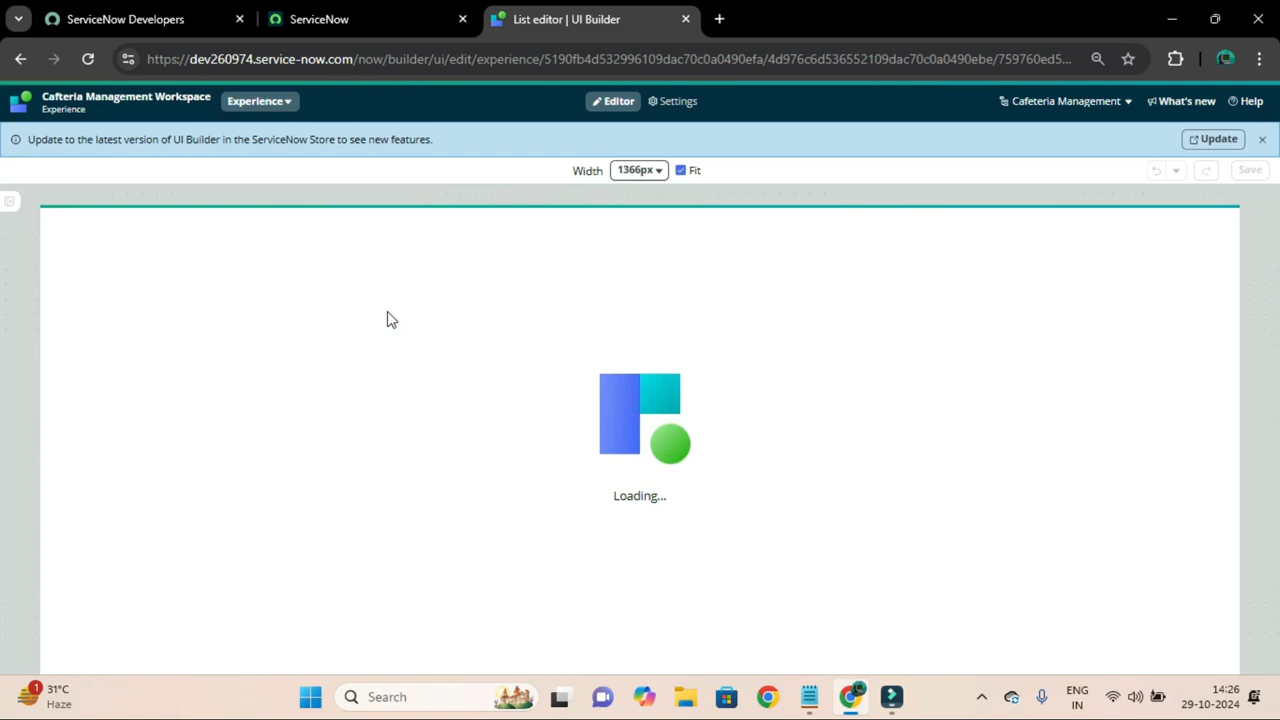 ServiceNow Developers
ServiceNow
List editor | UI Builder
https://dev260974.service-now.com/now/builder/ui/edit/experience/5190fb4d532996109dac70c0a0490efa/4d976c6d536552109dac70c0a0490ebe/759760ed5...
Cafteria Management Workspace
Experience
Experience
Editor
Settings
Cafeteria Management
What's new
Help
Update to the latest version of UI Builder in the ServiceNow Store to see new features.
Update
Width
1366px
Fit
Save
Loading...
1
31°C
Haze
Search
ENG
IN
14:26
29-10-2024